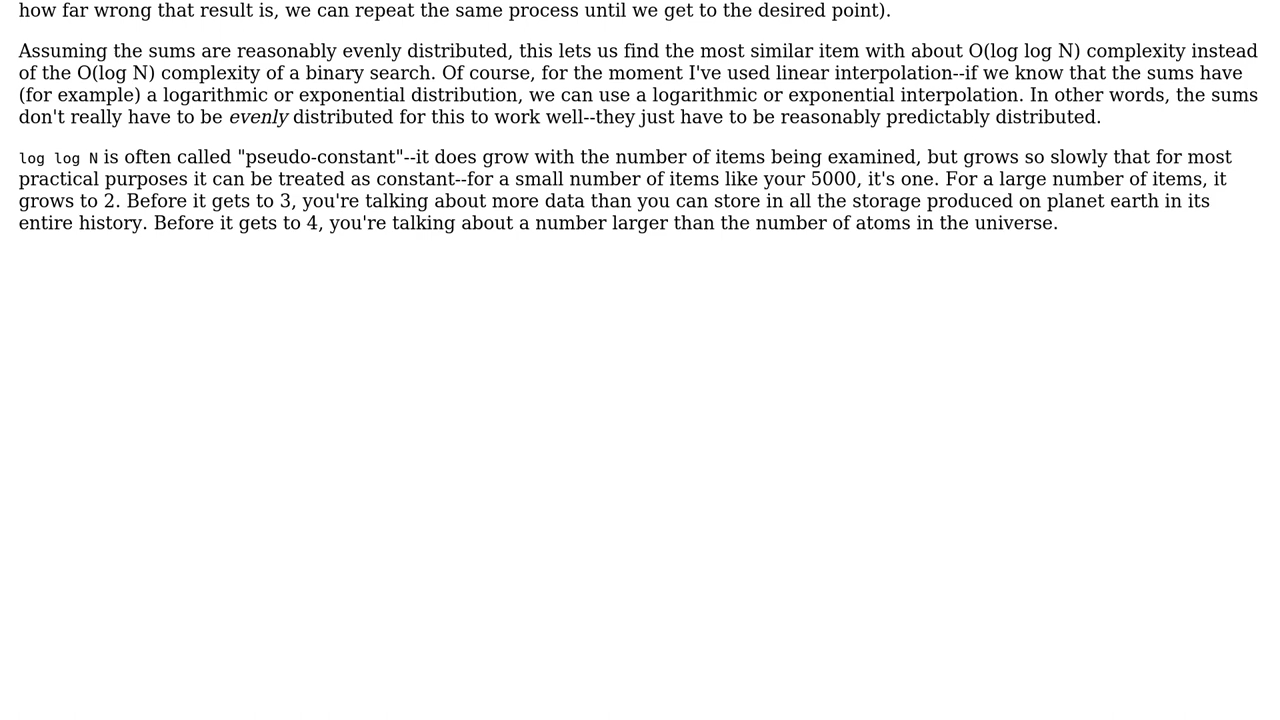 how far wrong that result is, we can repeat the same process until we get to the desired point).
Assuming the sums are reasonably evenly distributed, this lets us find the most similar item with about O(log log N) complexity instead
of the O(log N) complexity of a binary search. Of course, for the moment I've used linear interpolation--if we know that the sums have
(for example) a logarithmic or exponential distribution, we can use a logarithmic or exponential interpolation. In other words, the sums
don't really have to be evenly distributed for this to work well--they just have to be reasonably predictably distributed.
log log N is often called "pseudo-constant"--it does grow with the number of items being examined, but grows so slowly that for most
practical purposes it can be treated as constant--for a small number of items like your 5000, it's one. For a large number of items, it
grows to 2. Before it gets to 3, you're talking about more data than you can store in all the storage produced on planet earth in its
entire history. Before it gets to 4, you're talking about a number larger than the number of atoms in the universe.